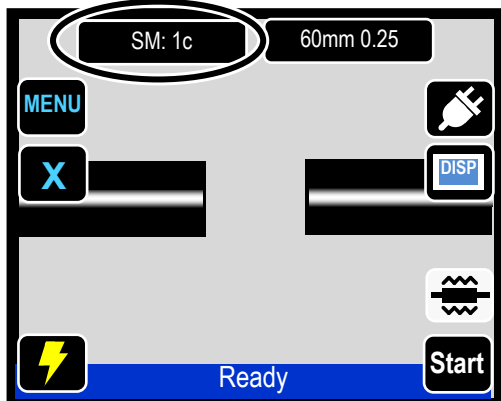 SM: 1c
60mm 0.25
MENU
X
DISP
Start
Ready